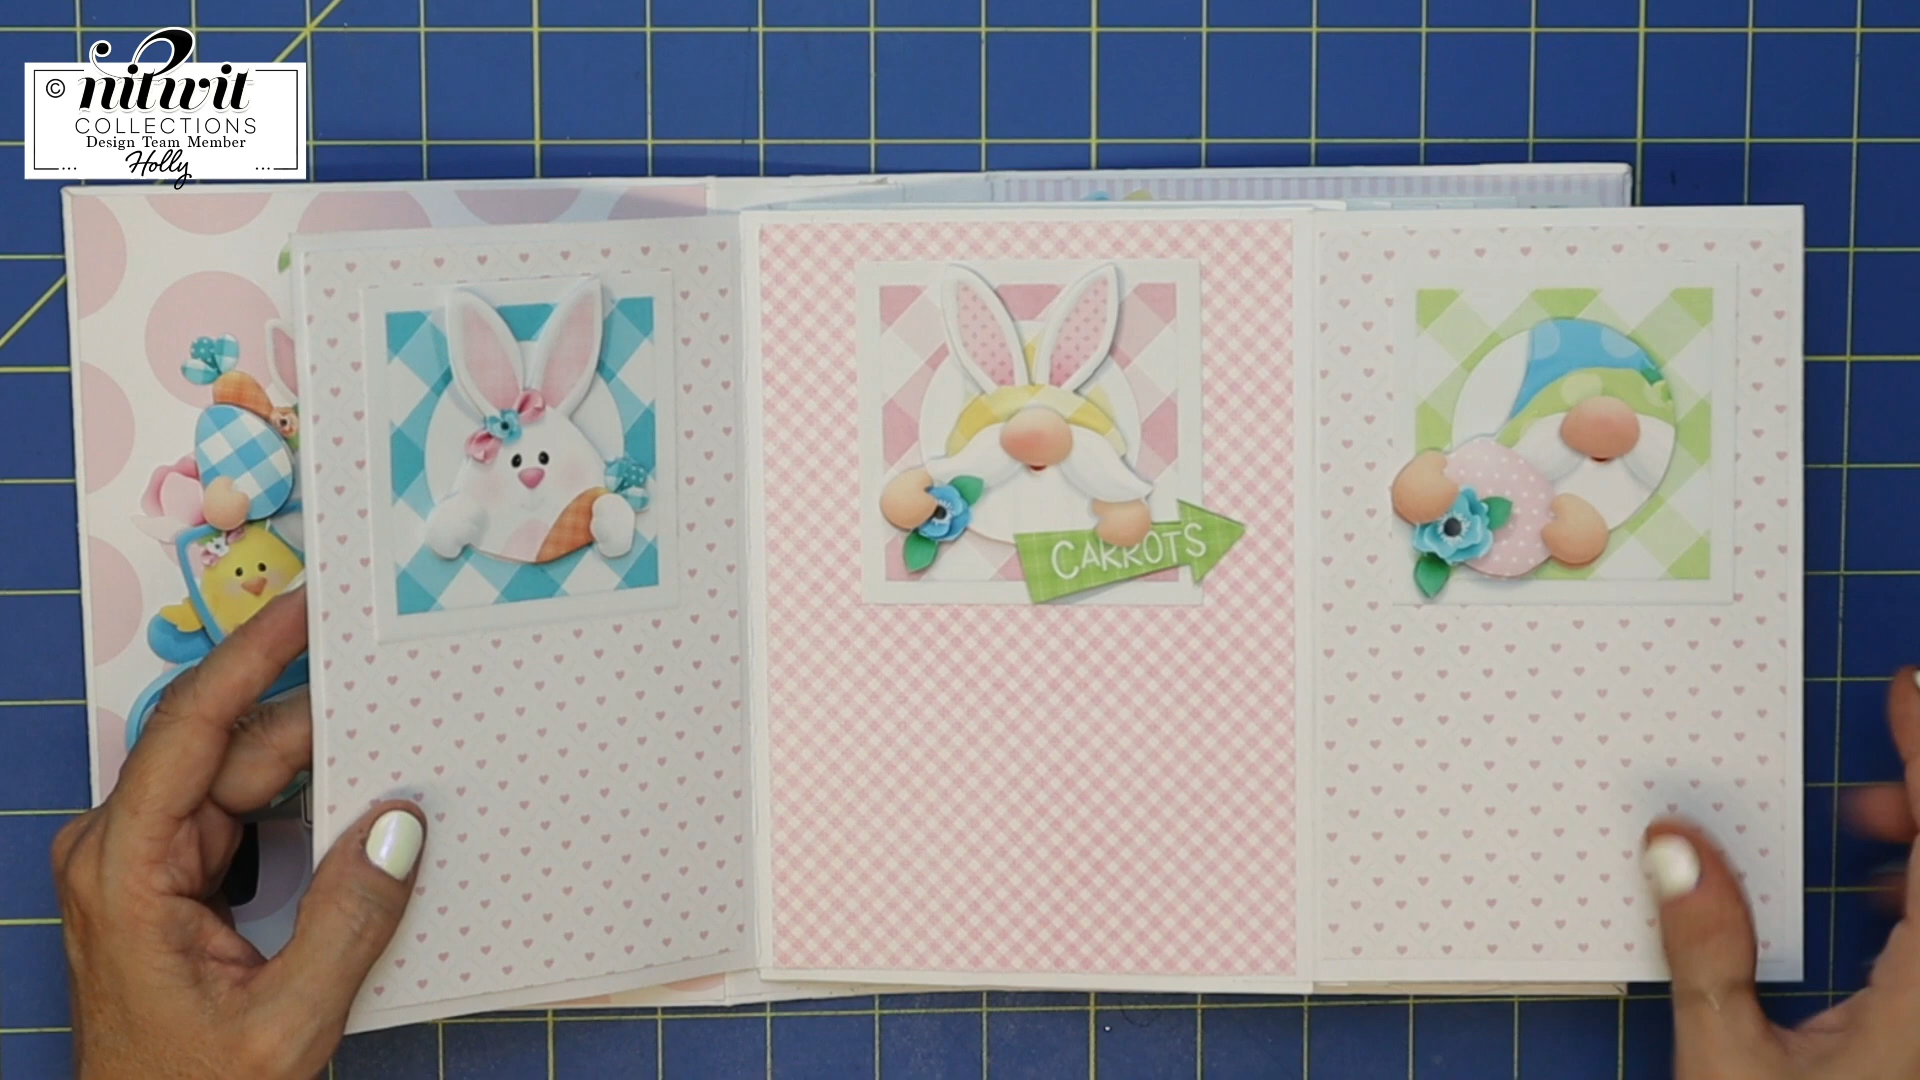 © nitwit
COLLECTIONS
Design Team Member
Holly
CARROTS